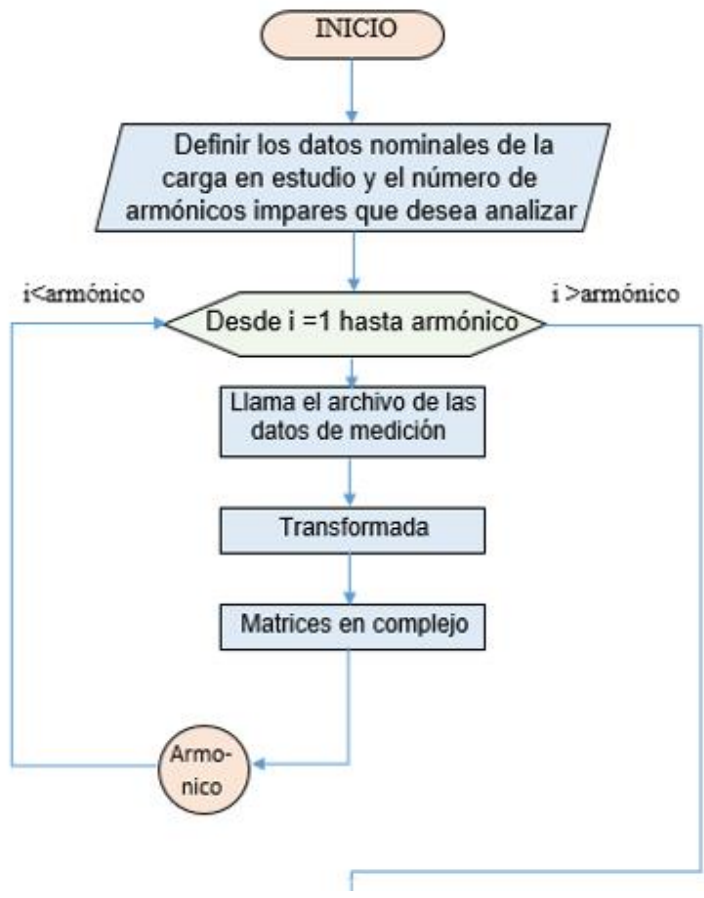 INICIO
Definir los datos nominales de la
carga en estudio y el número de
armónicos impares que desea analizar
i<armónico
i >armónico
Desde i =1 hasta armónico
Llama el archivo de las
datos de medición
Transformada
Matrices en complejo
Armo-
nico